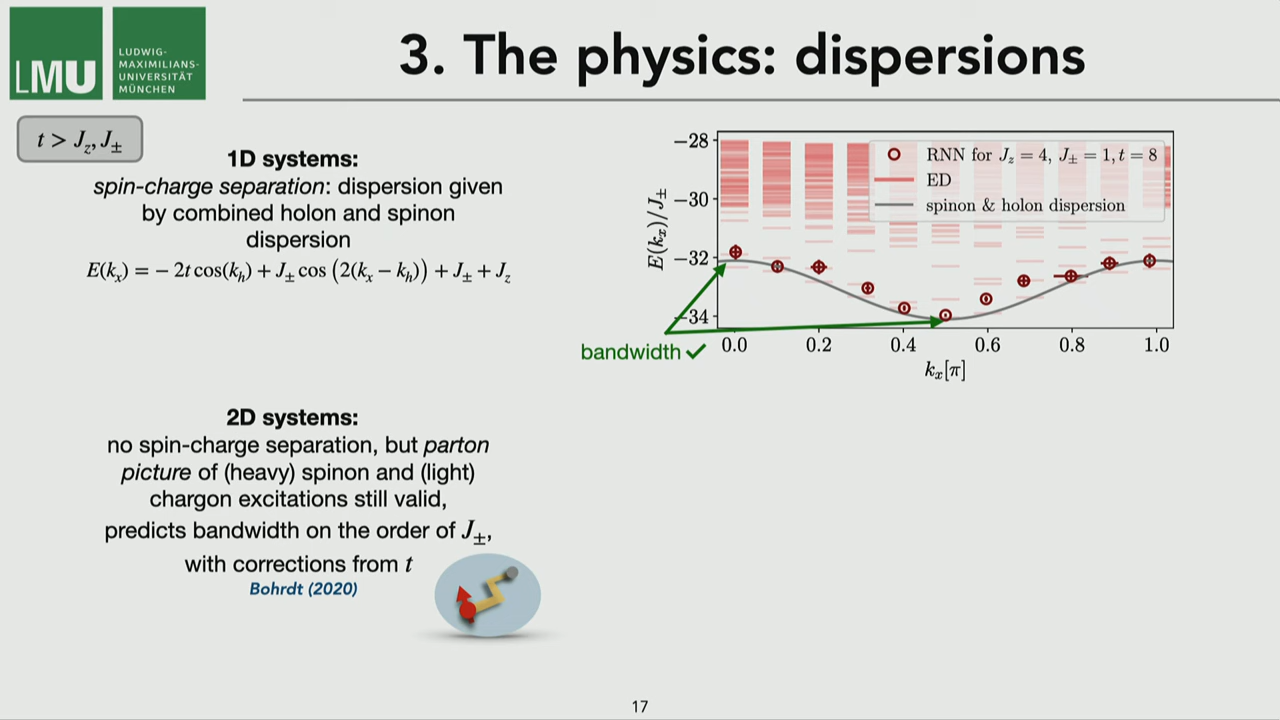 LMU
LUDWIG-
MAXIMILIANS-
UNIVERSITÄT
MÜNCHEN
3. The physics: dispersions
t > J_z, J_±
1D systems:
spin-charge separation: dispersion given
by combined holon and spinon
dispersion
E(k_x) = − 2t cos(k_h) + J_± cos (2(k_x − k_h)) + J_± + J_z
2D systems:
no spin-charge separation, but parton
picture of (heavy) spinon and (light)
chargon excitations still valid,
predicts bandwidth on the order of J_±,
with corrections from t
Bohrdt (2020)
E(k_x)/J_±
−28
−30
−32
−34
RNN for J_z = 4, J_± = 1, t = 8
ED
spinon & holon dispersion
0.0 0.2 0.4 0.6 0.8 1.0
k_x[π]
bandwidth ✓
17